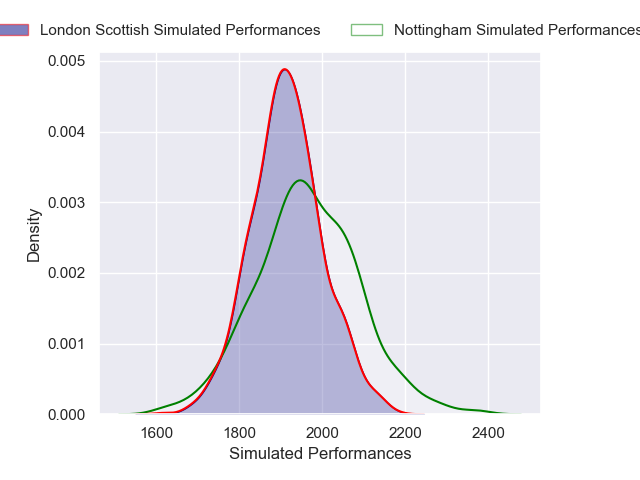 London Scottish Simulated Performances
Nottingham Simulated Performances
0.005
0.004
0.003
0.002
0.001
0.000
Density
1600
1800
2000
2200
2400
Simulated Performances